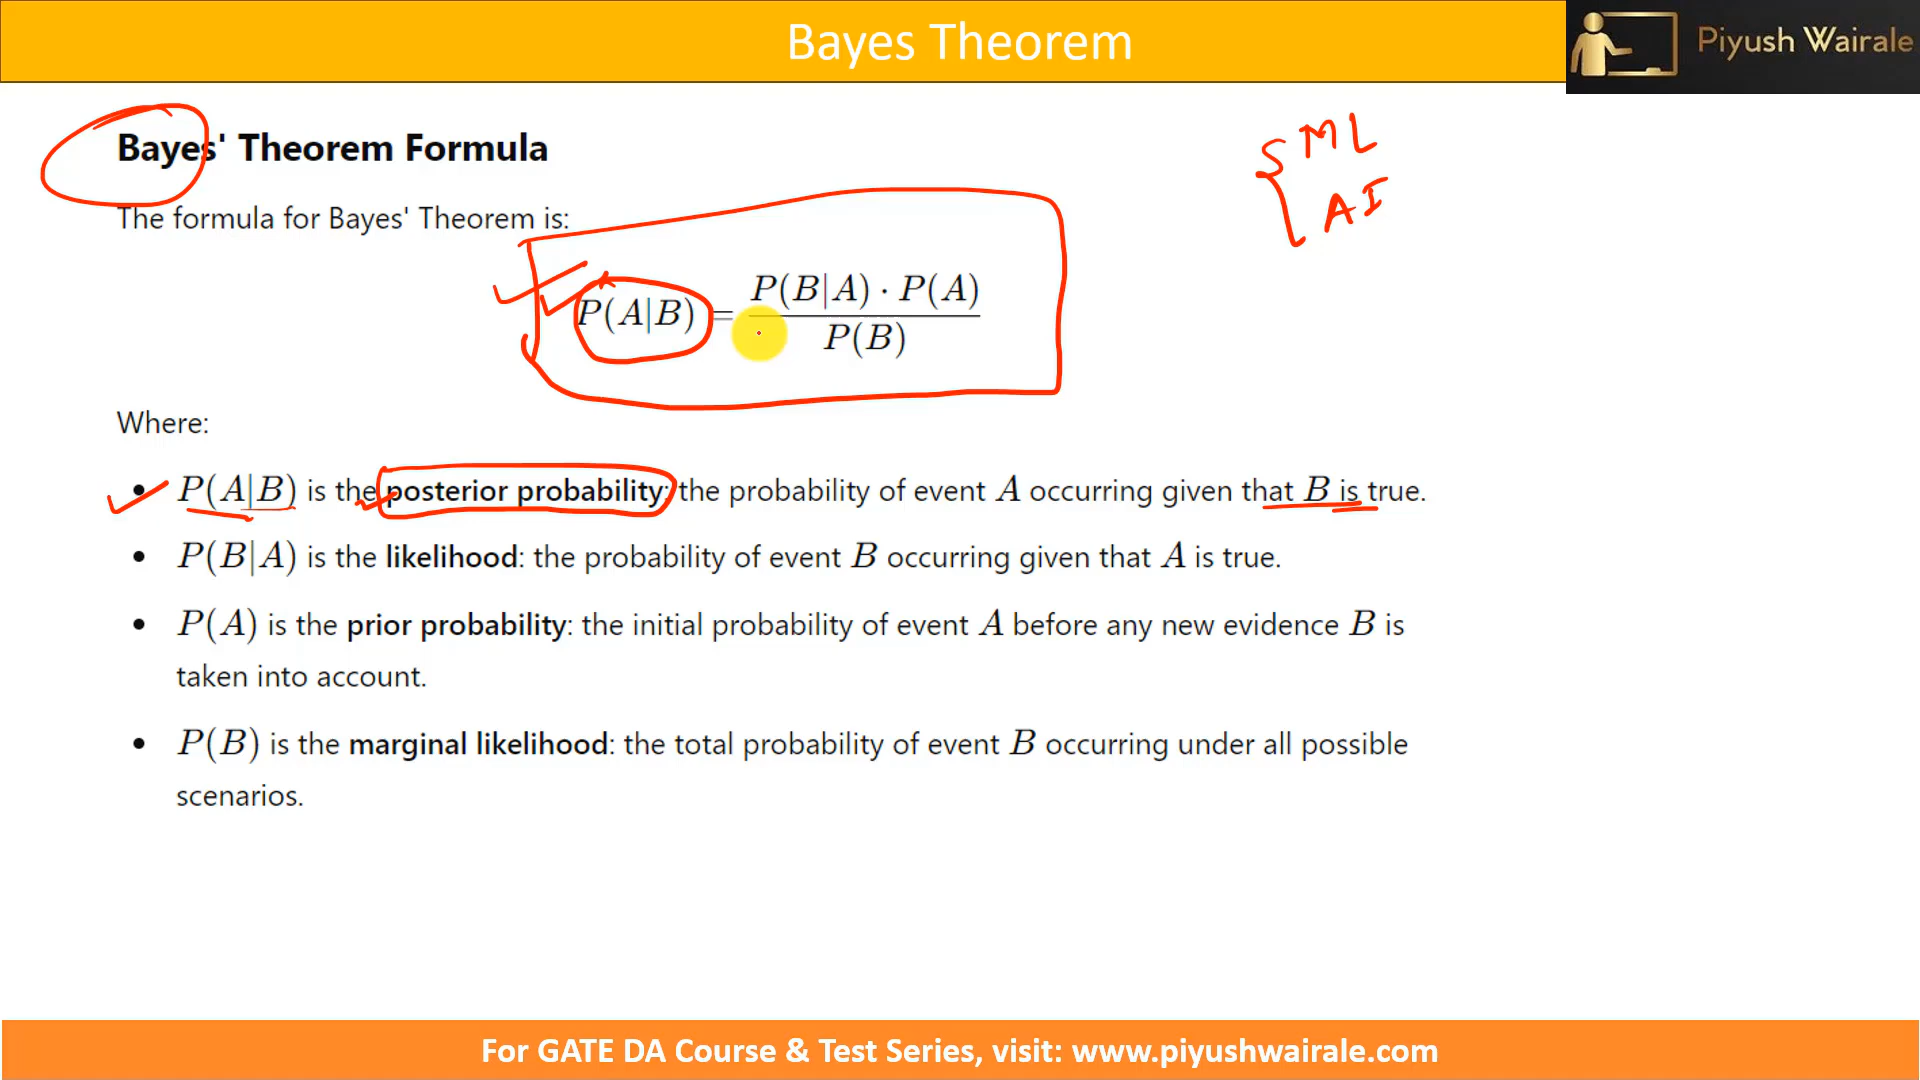 Bayes Theorem
Piyush Wairale
Bayes' Theorem Formula
ML
AI
The formula for Bayes' Theorem is:
P(A|B) = P(B|A) · P(A) / P(B)
Where:
• P(A|B) is the posterior probability: the probability of event A occurring given that B is true.
• P(B|A) is the likelihood: the probability of event B occurring given that A is true.
• P(A) is the prior probability: the initial probability of event A before any new evidence B is
taken into account.
• P(B) is the marginal likelihood: the total probability of event B occurring under all possible
scenarios.
For GATE DA Course & Test Series, visit: www.piyushwairale.com